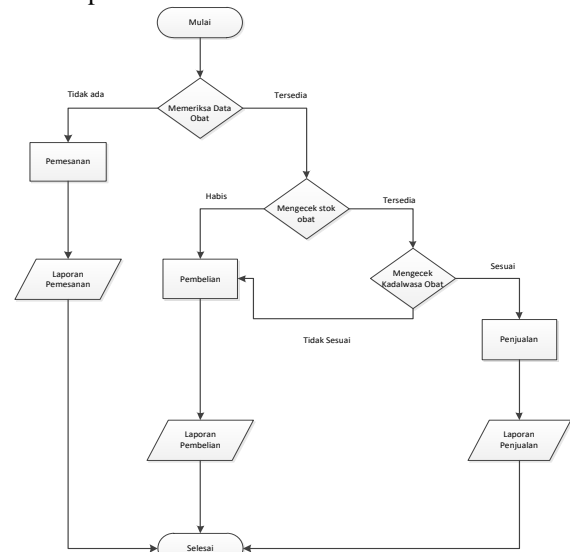 Mulai
Tidak ada
Tersedia
Memeriksa Data
Obat
Pemesanan
Habis
Tersedia
Mengecek stok
obat
Laporan
Pemesanan
Pembelian
Mengecek
Kadalwasa Obat
Sesuai
Tidak Sesuai
Penjualan
Laporan
Pembelian
Laporan
Penjualan
Selesai